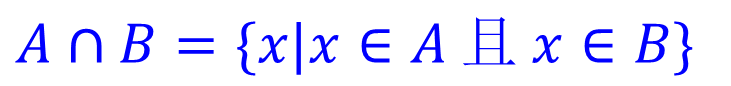 A ∩ B = {x|x ∈ A 且 x ∈ B}